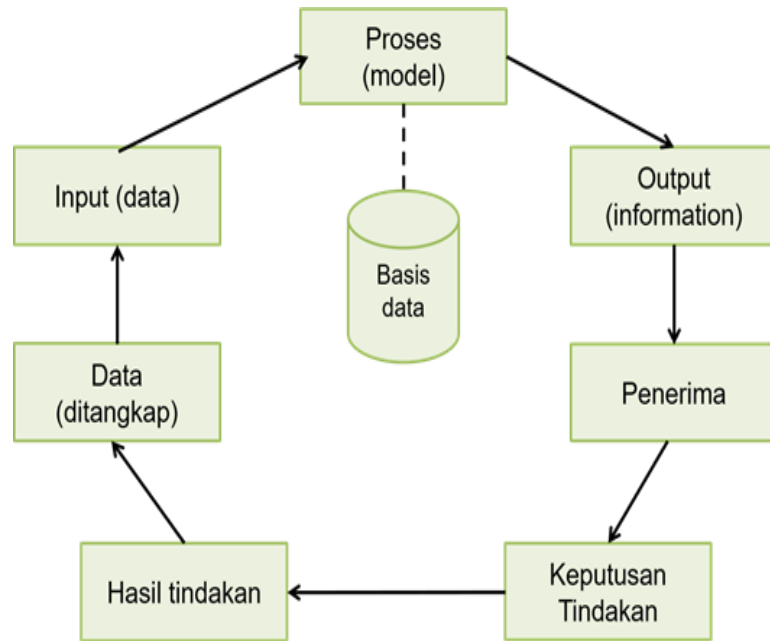 Proses
(model)
Input (data)
Output
(information)
Basis
data
Data
(ditangkap)
Penerima
Hasil tindakan
Keputusan
Tindakan